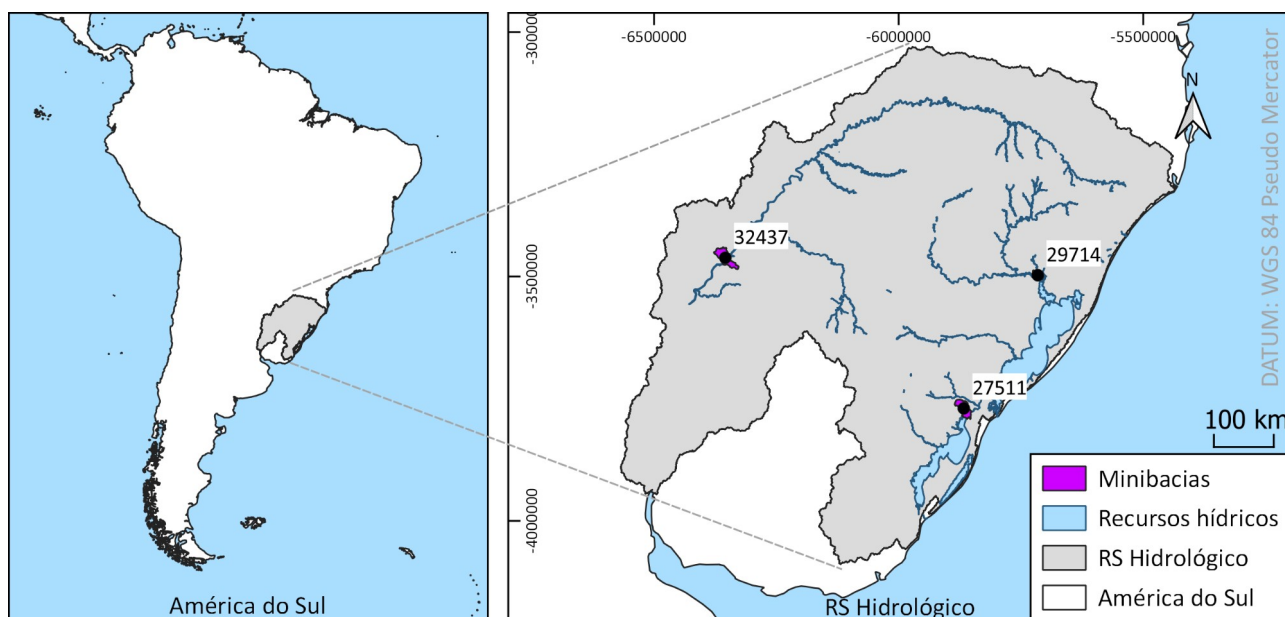 América do Sul
-6500000
-6000000
-5500000
-3000000
-3500000
-4000000
N
32437
29714
27511
DATUM: WGS 84 Pseudo Mercator
100 km
Minibacias
Recursos hídricos
RS Hidrológico
América do Sul
RS Hidrológico